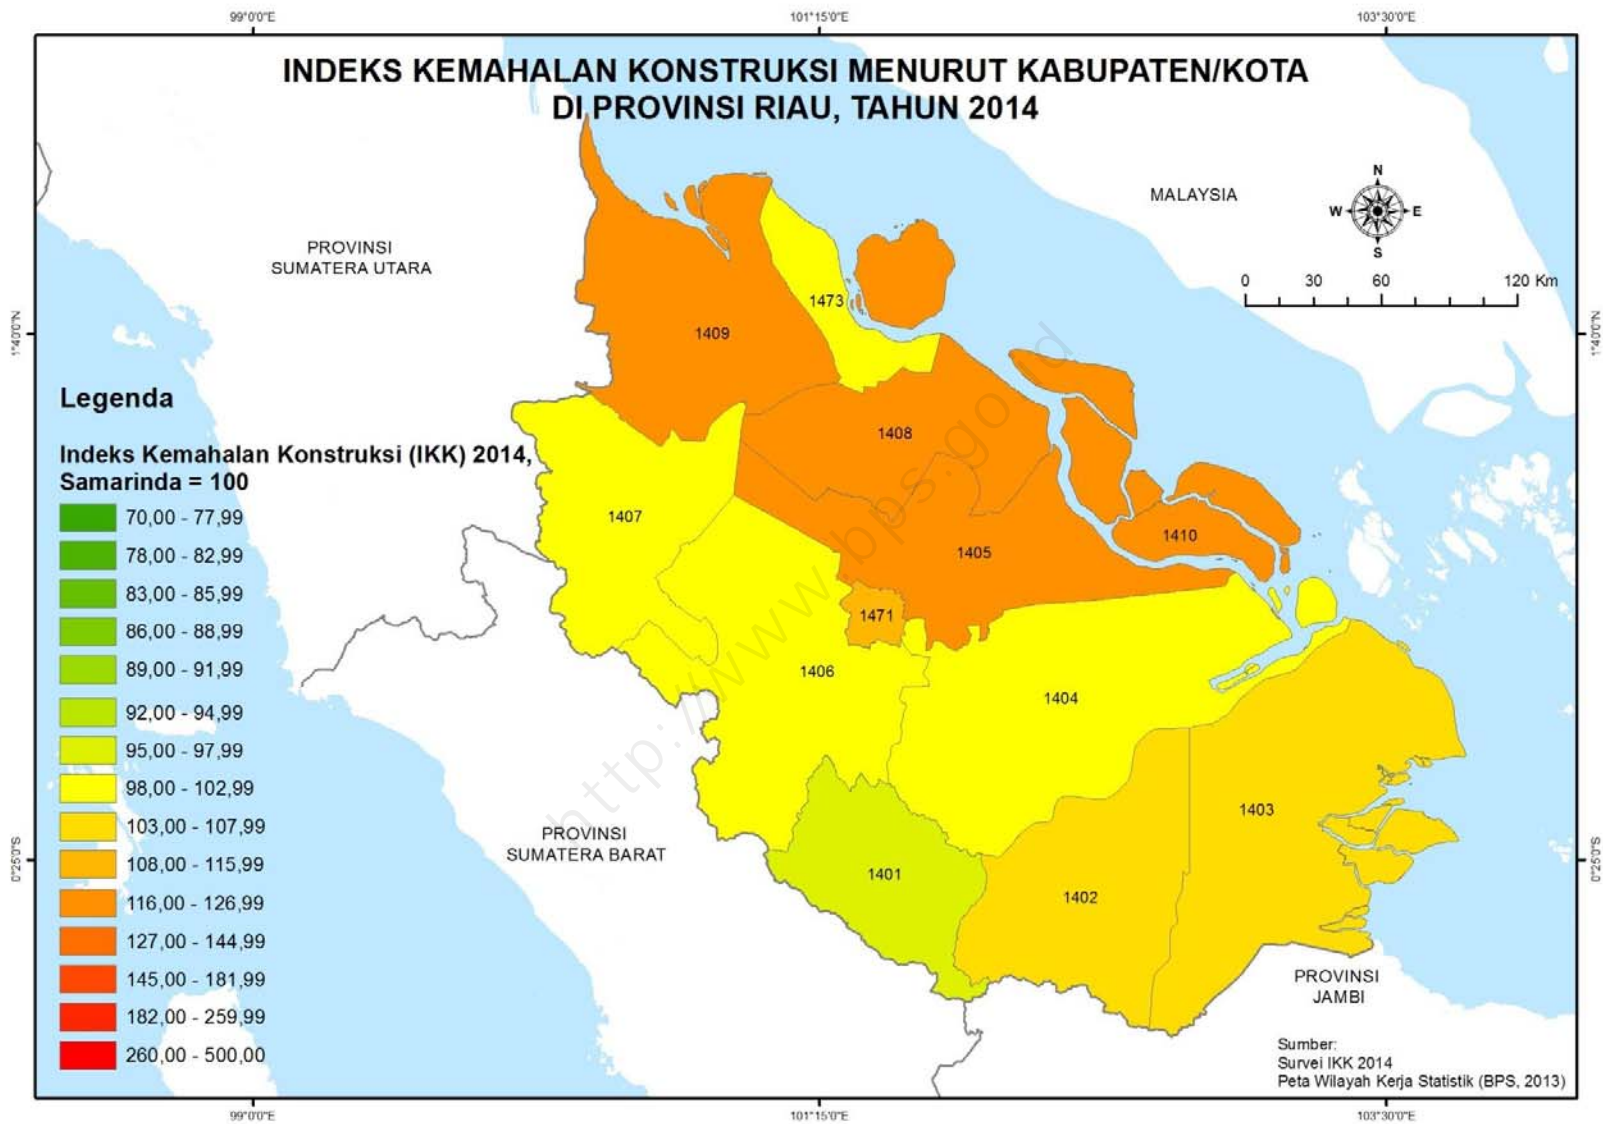 99°0'0"E 101°15'0"E 103°30'0"E
INDEKS KEMAHALAN KONSTRUKSI MENURUT KABUPATEN/KOTA
DI PROVINSI RIAU, TAHUN 2014
MALAYSIA
N
W E
S
PROVINSI
SUMATERA UTARA
0 30 60 120 Km
1473
1409
1°40'0"N 1°40'0"N
Legenda
Indeks Kemahalan Konstruksi (IKK) 2014,
Samarinda = 100
70,00 - 77,99
78,00 - 82,99
83,00 - 85,99
86,00 - 88,99
89,00 - 91,99
92,00 - 94,99
95,00 - 97,99
98,00 - 102,99
103,00 - 107,99
108,00 - 115,99
116,00 - 126,99
127,00 - 144,99
145,00 - 181,99
182,00 - 259,99
260,00 - 500,00
1408
1407
1410
1405
1471
1406
1404
http://www.bps.go.id
1403
PROVINSI
SUMATERA BARAT
0°25'0"S 0°25'0"S
1401
1402
PROVINSI
JAMBI
Sumber:
Survei IKK 2014
Peta Wilayah Kerja Statistik (BPS, 2013)
99°0'0"E 101°15'0"E 103°30'0"E